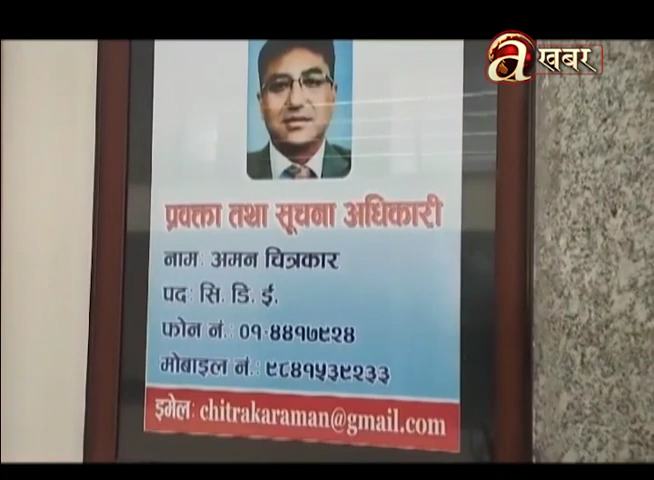 a खबर
प्रवक्ता तथा सूचना अधिकारी
नामः अमन चित्रकार
पदः सि. डि. ई.
फोन नं.: ०१-४४१७९२४
मोबाइल नं.: ९८४१५३९२३३
इमेलः chitrakaraman@gmail.com